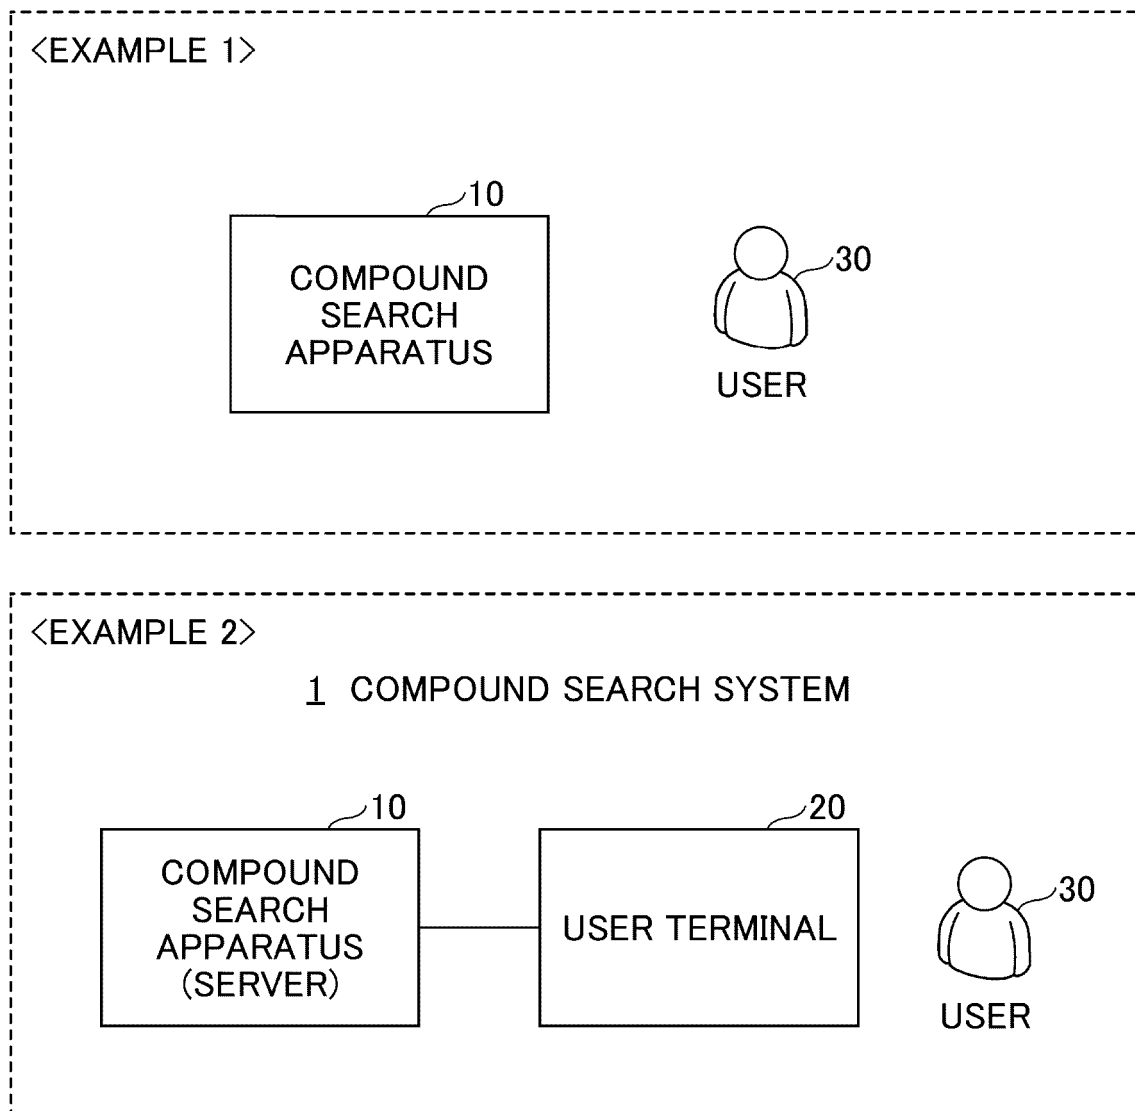 <EXAMPLE 1>
10
COMPOUND
SEARCH
APPARATUS
30
USER
<EXAMPLE 2>
1 COMPOUND SEARCH SYSTEM
10
COMPOUND
SEARCH
APPARATUS
(SERVER)
20
USER TERMINAL
30
USER